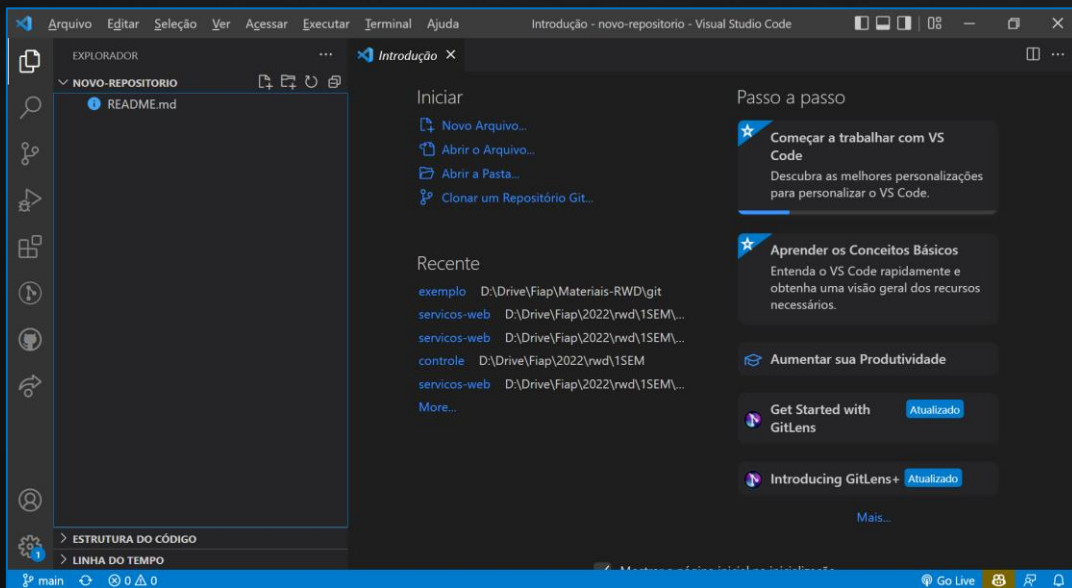 Arquivo Editar Seleção Ver Acessar Executar Terminal Ajuda Introdução - novo-repositorio - Visual Studio Code
EXPLORADOR
NOVO-REPOSITORIO
README.md
Introdução
Iniciar
Novo Arquivo...
Abrir o Arquivo...
Abrir a Pasta...
Clonar um Repositório Git...
Recente
exemplo D:\Drive\Fiap\Materiais-RWD\git
servicos-web D:\Drive\Fiap\2022\rwd\1SEM\...
servicos-web D:\Drive\Fiap\2022\rwd\1SEM\...
controle D:\Drive\Fiap\2022\rwd\1SEM
servicos-web D:\Drive\Fiap\2022\rwd\1SEM\...
More...
Passo a passo
Começar a trabalhar com VS
Code
Descubra as melhores personalizações
para personalizar o VS Code.
Aprender os Conceitos Básicos
Entenda o VS Code rapidamente e
obtenha uma visão geral dos recursos
necessários.
Aumentar sua Produtividade
Get Started with Atualizado
GitLens
Introducing GitLens+ Atualizado
Mais...
Mostrar a página inicial na inicialização
ESTRUTURA DO CÓDIGO
LINHA DO TEMPO
1
main 0 0 Go Live